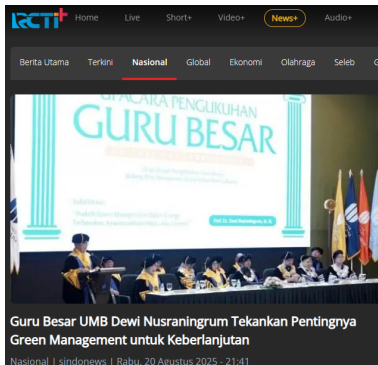 RCTI+ Home Live Short+ Video+ News+ Audio+
Berita Utama Terkini Nasional Global Ekonomi Olahraga Seleb
UPACARA PENGUKUHAN
GURU BESAR
Guru Besar UMB Dewi Nusraningrum Tekankan Pentingnya
Green Management untuk Keberlanjutan
Nasional | sindonews | Rabu, 20 Agustus 2025 - 21:41